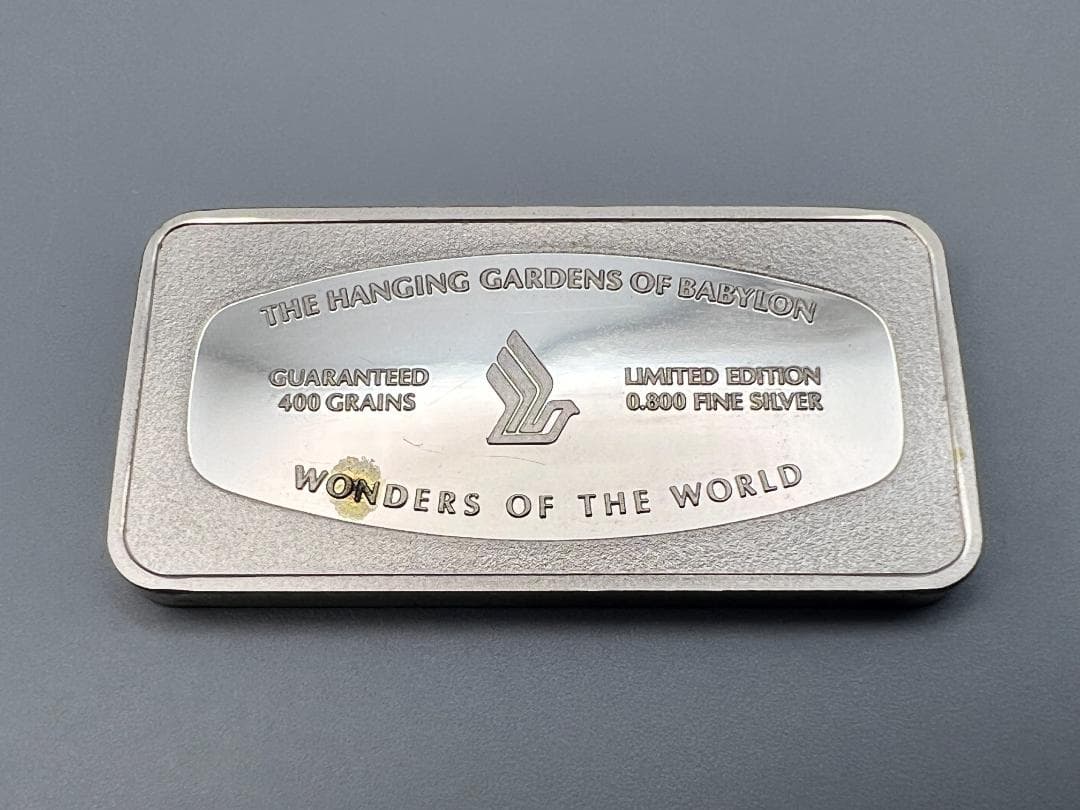 THE HANGING GARDENS OF BABYLON
GUARANTEED
400 GRAINS
LIMITED EDITION
0.800 FINE SILVER
WONDERS OF THE WORLD